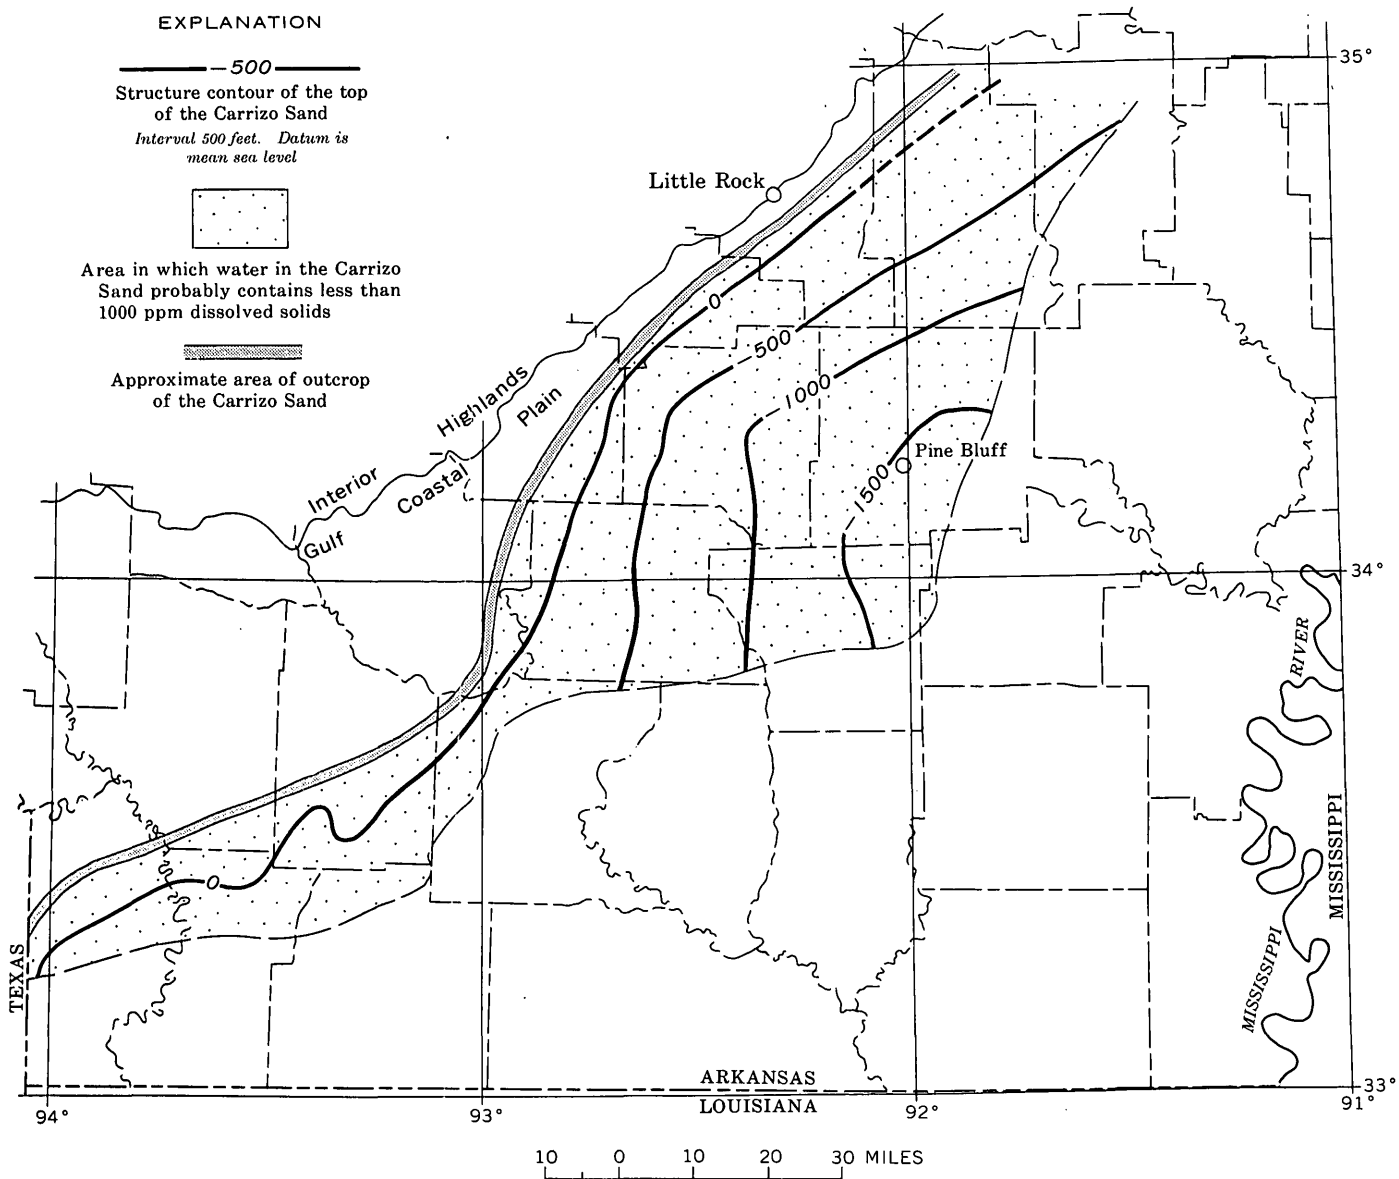 EXPLANATION
—500
Structure contour of the top
of the Carrizo Sand
Interval 500 feet. Datum is
mean sea level
Area in which water in the Carrizo
Sand probably contains less than
1000 ppm dissolved solids
Approximate area of outcrop
of the Carrizo Sand
35°
Little Rock
0
—500
—1000
Highlands
Plain
Interior
Coastal
Gulf
Pine Bluff
—1500
34°
RIVER
MISSISSIPPI
MISSISSIPPI
0
TEXAS
ARKANSAS
LOUISIANA
33°
94°
93°
92°
91°
10 0 10 20 30 MILES